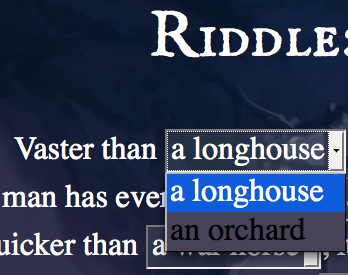 RIDDLE
Vaster than a longhouse
a longhouse
an orchard
man has ever
uicker than a war horse